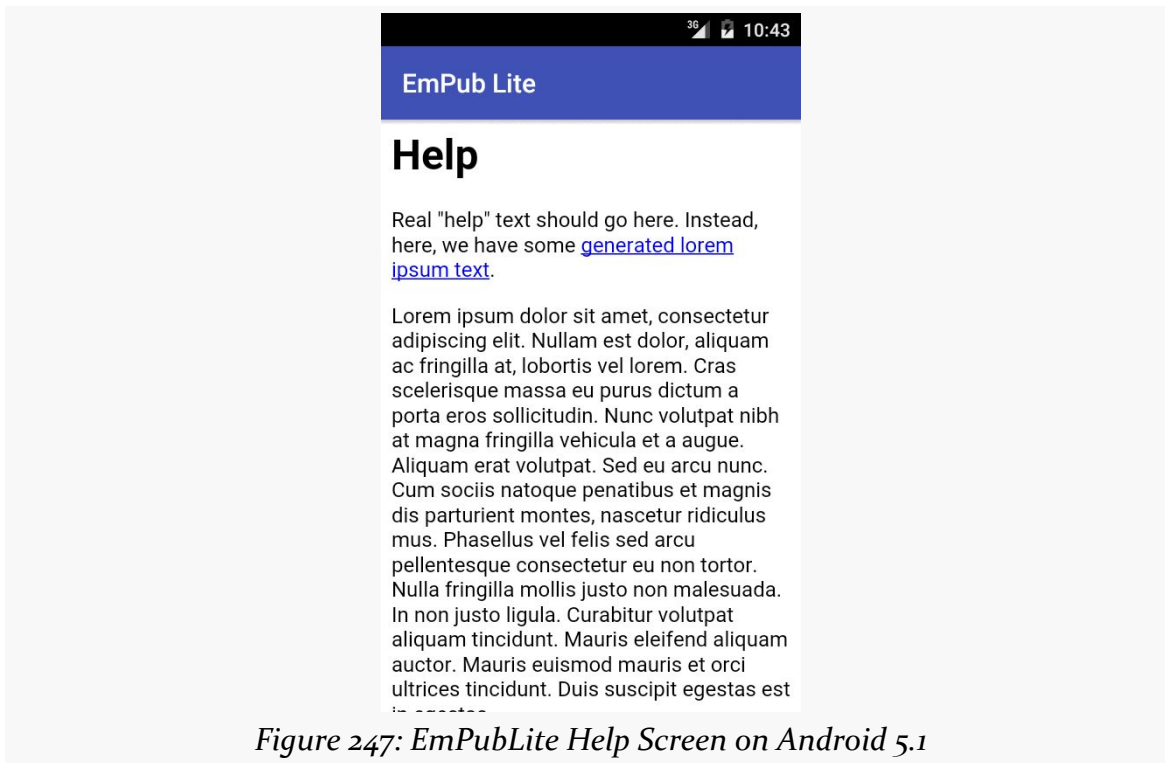 3G 10:43
EmPub Lite
Help
Real "help" text should go here. Instead,
here, we have some generated lorem
ipsum text.
Lorem ipsum dolor sit amet, consectetur
adipiscing elit. Nullam est dolor, aliquam
ac fringilla at, lobortis vel lorem. Cras
scelerisque massa eu purus dictum a
porta eros sollicitudin. Nunc volutpat nibh
at magna fringilla vehicula et a augue.
Aliquam erat volutpat. Sed eu arcu nunc.
Cum sociis natoque penatibus et magnis
dis parturient montes, nascetur ridiculus
mus. Phasellus vel felis sed arcu
pellentesque consectetur eu non tortor.
Nulla fringilla mollis justo non malesuada.
In non justo ligula. Curabitur volutpat
aliquam tincidunt. Mauris eleifend aliquam
auctor. Mauris euismod mauris et orci
ultrices tincidunt. Duis suscipit egestas est
Figure 247: EmPubLite Help Screen on Android 5.1